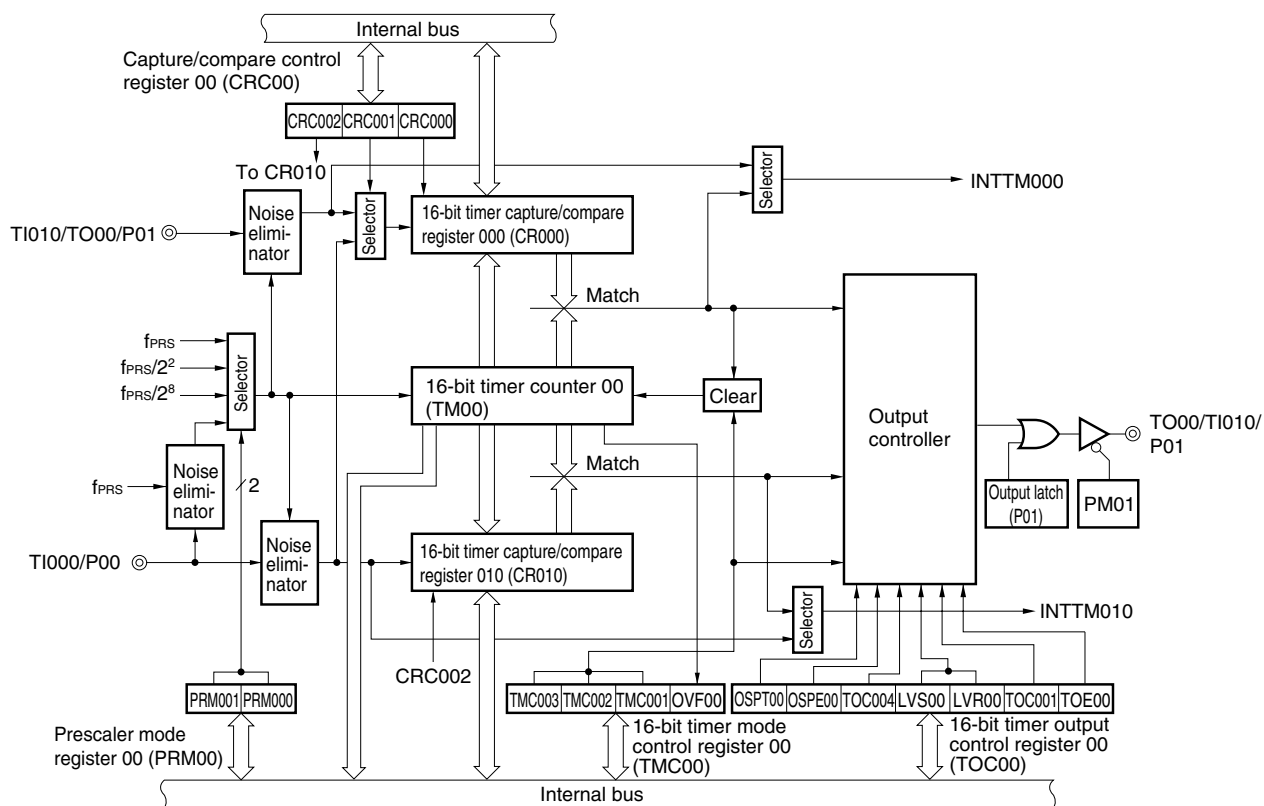 Internal bus
Capture/compare control
register 00 (CRC00)
CRC002 CRC001 CRC000
To CR010
Selector
INTTM000
TI010/TO00/P01
Noise
elimi-
nator
Selector
16-bit timer capture/compare
register 000 (CR000)
Match
fPRS
fPRS/2²
fPRS/2⁸
Selector
16-bit timer counter 00
(TM00)
Clear
Output
controller
TO00/TI010/
P01
Match
fPRS
Noise
elimi-
nator
2
Output latch
(P01)
PM01
TI000/P00
Noise
elimi-
nator
16-bit timer capture/compare
register 010 (CR010)
Selector
INTTM010
CRC002
PRM001 PRM000
TMC003 TMC002 TMC001 OVF00
OSPT00 OSPE00 TOC004 LVS00 LVR00 TOC001 TOE00
Prescaler mode
register 00 (PRM00)
16-bit timer mode
control register 00
(TMC00)
16-bit timer output
control register 00
(TOC00)
Internal bus